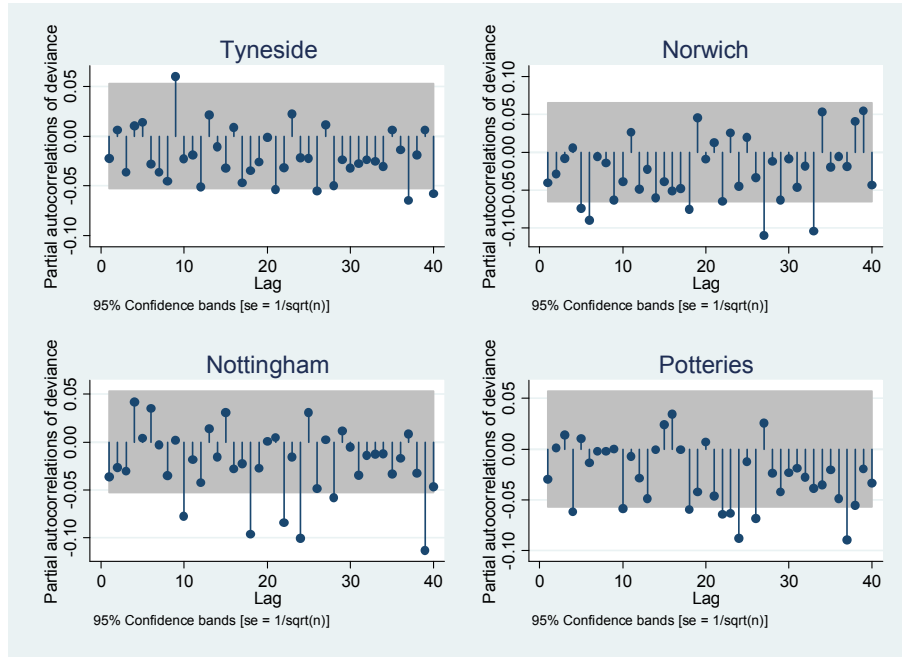 Tyneside
Partial autocorrelations of deviance
0.05
0.00
-0.05
-0.10
0 10 20 30 40
Lag
95% Confidence bands [se = 1/sqrt(n)]
Norwich
Partial autocorrelations of deviance
0.10
0.05
0.00
-0.05
-0.10
0 10 20 30 40
Lag
95% Confidence bands [se = 1/sqrt(n)]
Nottingham
Partial autocorrelations of deviance
0.05
0.00
-0.05
-0.10
0 10 20 30 40
Lag
95% Confidence bands [se = 1/sqrt(n)]
Potteries
Partial autocorrelations of deviance
0.05
0.00
-0.05
-0.10
0 10 20 30 40
Lag
95% Confidence bands [se = 1/sqrt(n)]